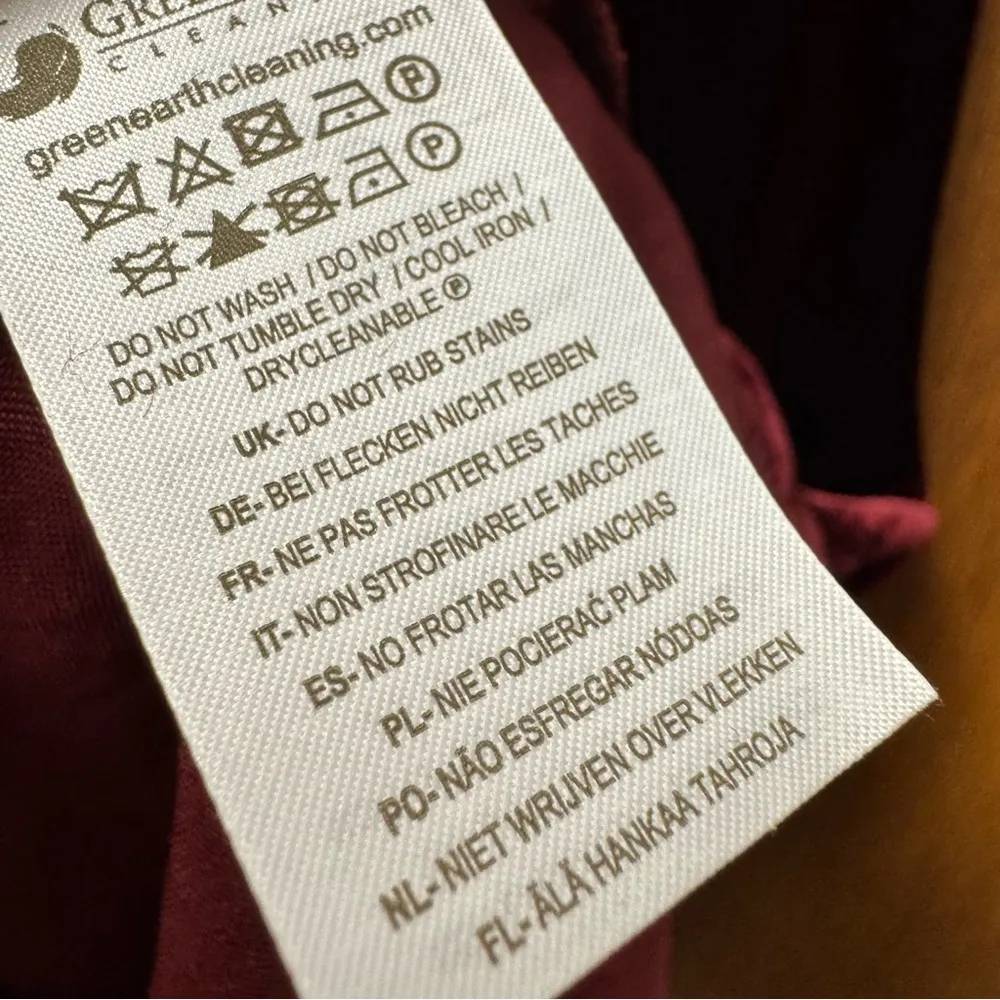 greenearthcleaning.com
P
P
DO NOT WASH / DO NOT BLEACH /
DO NOT TUMBLE DRY / COOL IRON /
DRYCLEANABLE Ⓟ
UK- DO NOT RUB STAINS
DE- BEI FLECKEN NICHT REIBEN
FR- NE PAS FROTTER LES TACHES
IT- NON STROFINARE LE MACCHIE
ES- NO FROTAR LAS MANCHAS
PL- NIE POCIERAĆ PLAM
PO- NÃO ESFREGAR NÓDOAS
NL- NIET WRIJVEN OVER VLEKKEN
FL- ÄLÄ HANKAA TAHROJA